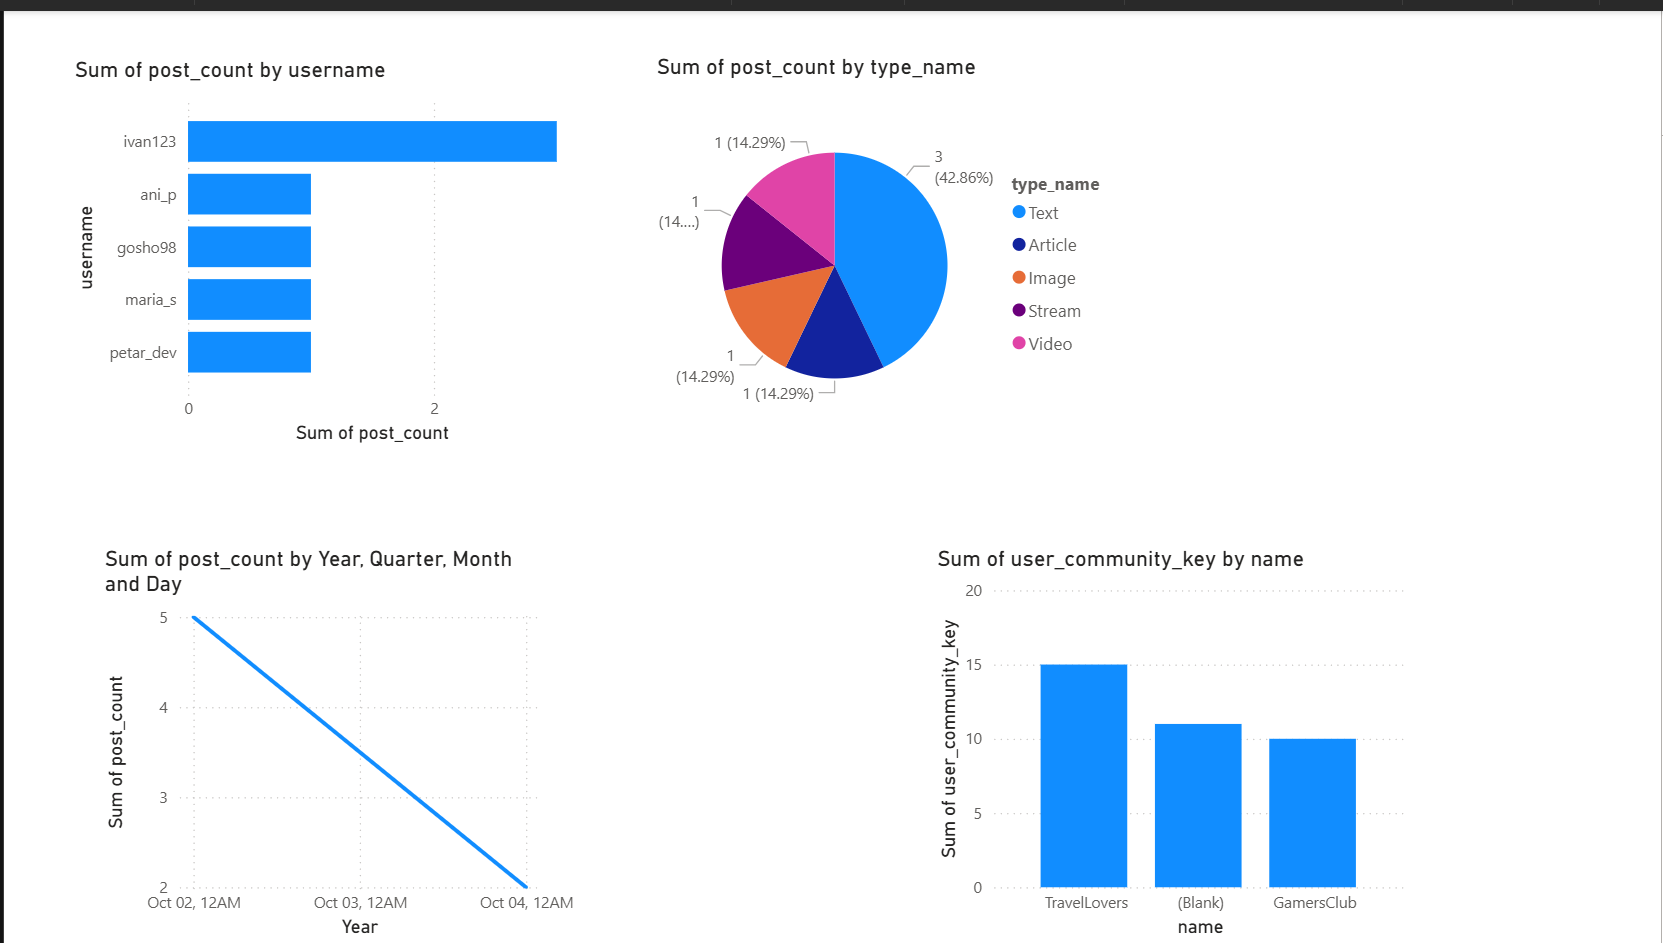 Sum of post_count by username
username
ivan123
ani_p
gosho98
maria_s
petar_dev
0
2
Sum of post_count
Sum of post_count by type_name
1 (14.29%)
3
(42.86%)
1
(14....)
1
(14.29%)
1 (14.29%)
type_name
Text
Article
Image
Stream
Video
Sum of post_count by Year, Quarter, Month
and Day
Sum of post_count
5
4
3
2
Oct 02, 12AM
Oct 03, 12AM
Oct 04, 12AM
Year
Sum of user_community_key by name
Sum of user_community_key
20
15
10
5
0
TravelLovers
(Blank)
GamersClub
name